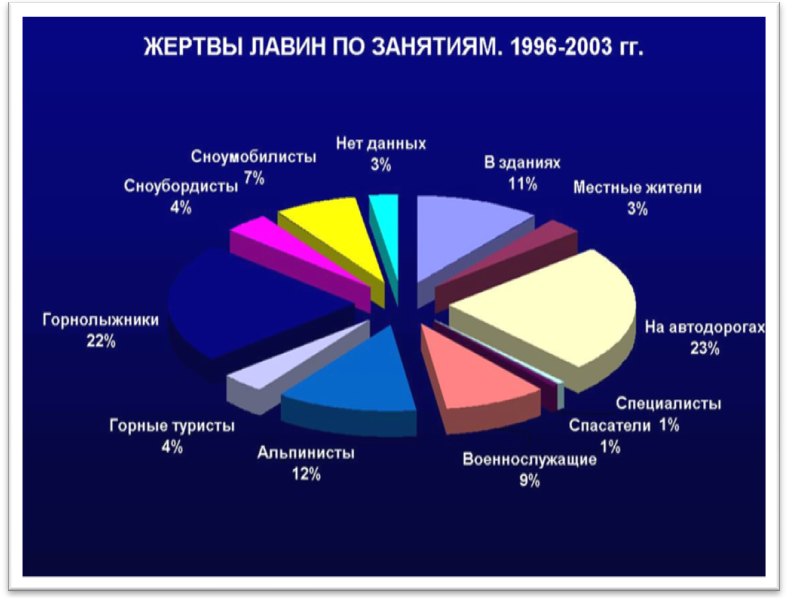 ЖЕРТВЫ ЛАВИН ПО ЗАНЯТИЯМ. 1996-2003 гг.
Нет данных
3%
Сноумобилисты
7%
Сноубордисты
4%
В зданиях
11%
Местные жители
3%
Горнолыжники
22%
На автодорогах
23%
Специалисты
1%
Спасатели
1%
Горные туристы
4%
Альпинисты
12%
Военнослужащие
9%